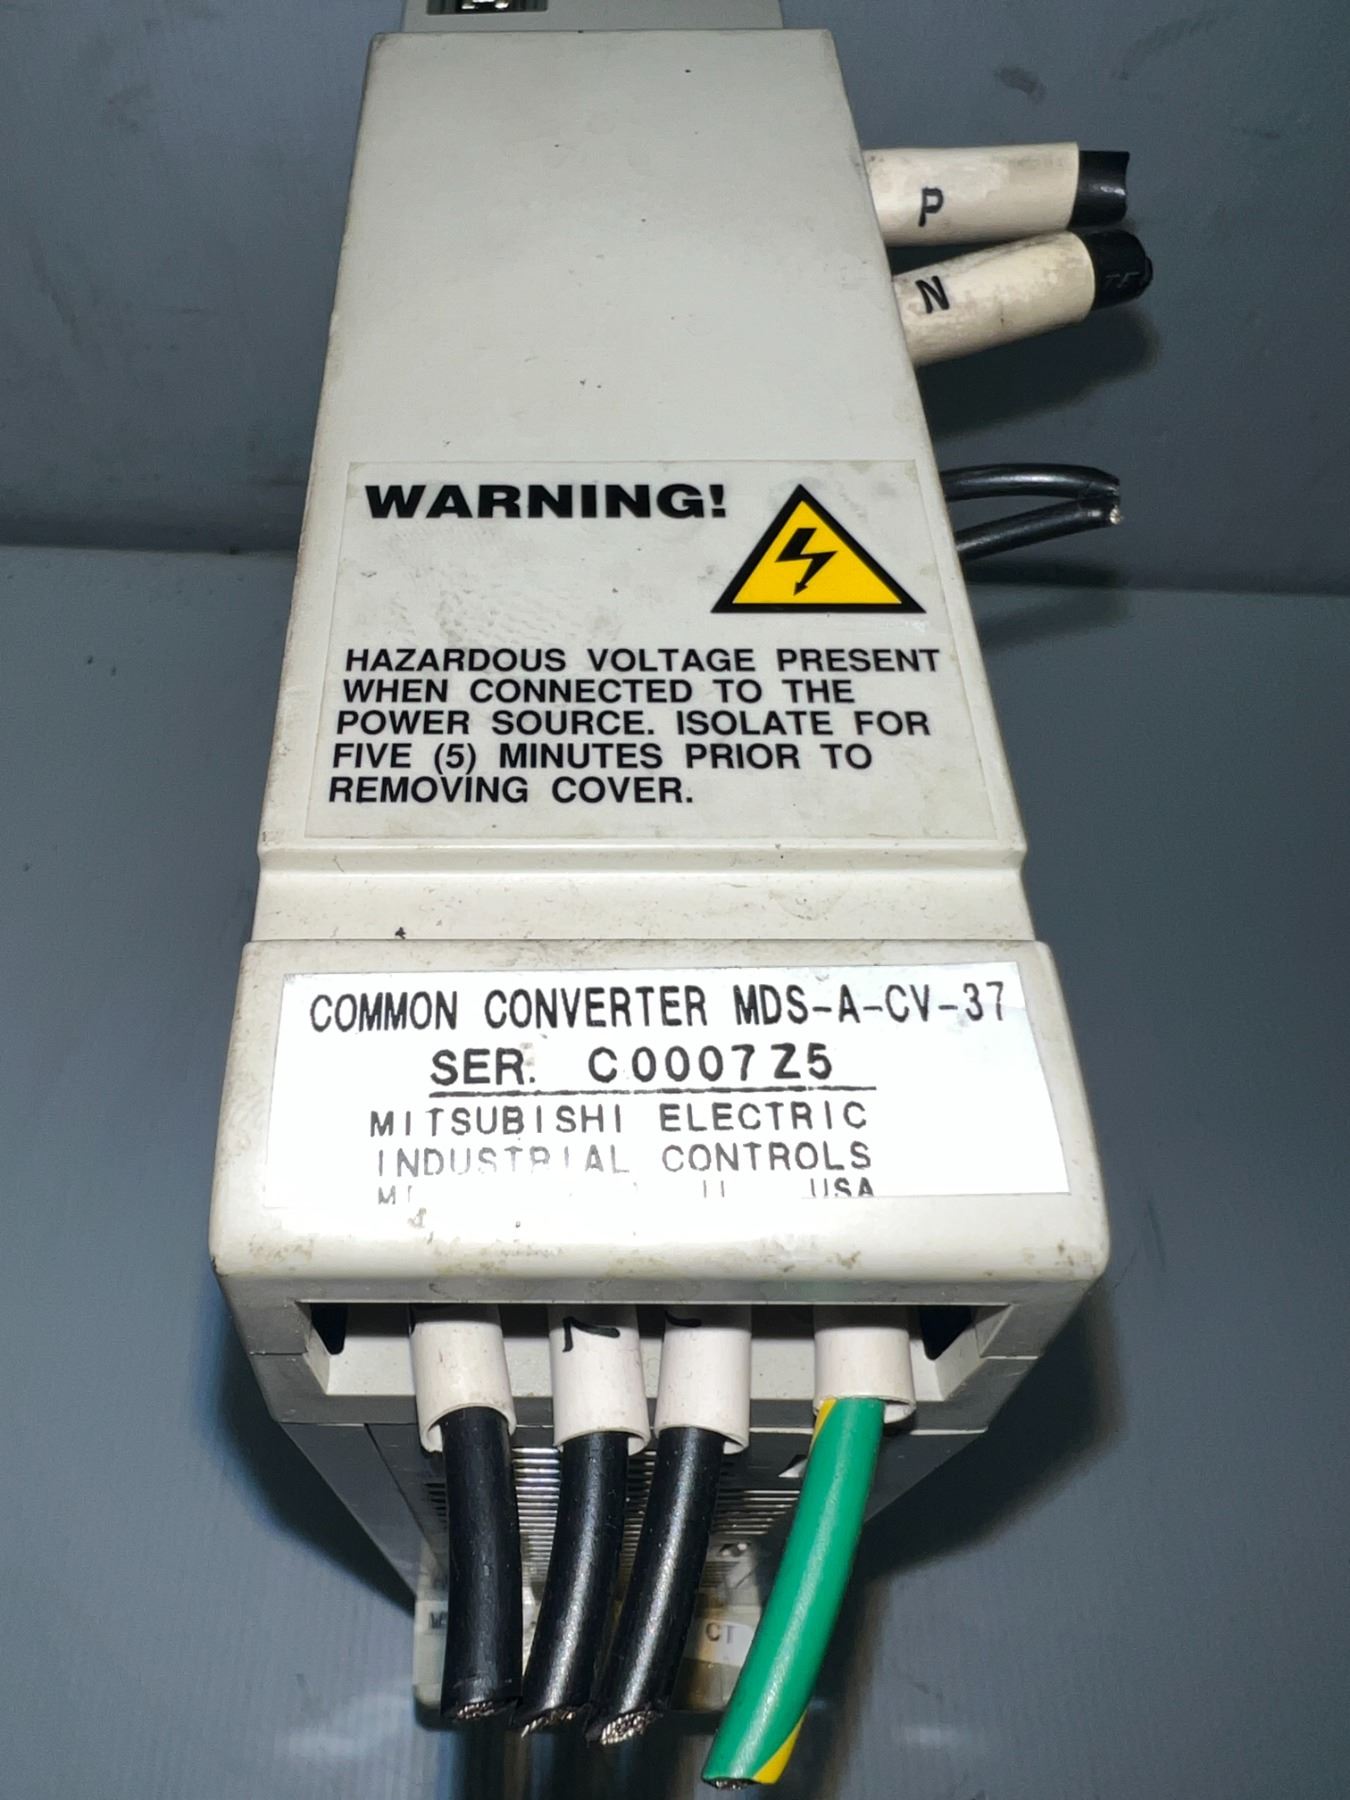 P
N
WARNING!
HAZARDOUS VOLTAGE PRESENT
WHEN CONNECTED TO THE
POWER SOURCE. ISOLATE FOR
FIVE (5) MINUTES PRIOR TO
REMOVING COVER.
COMMON CONVERTER MDS-A-CV-37
SER. C0007Z5
MITSUBISHI ELECTRIC
INDUSTRIAL CONTROLS
USA
CT